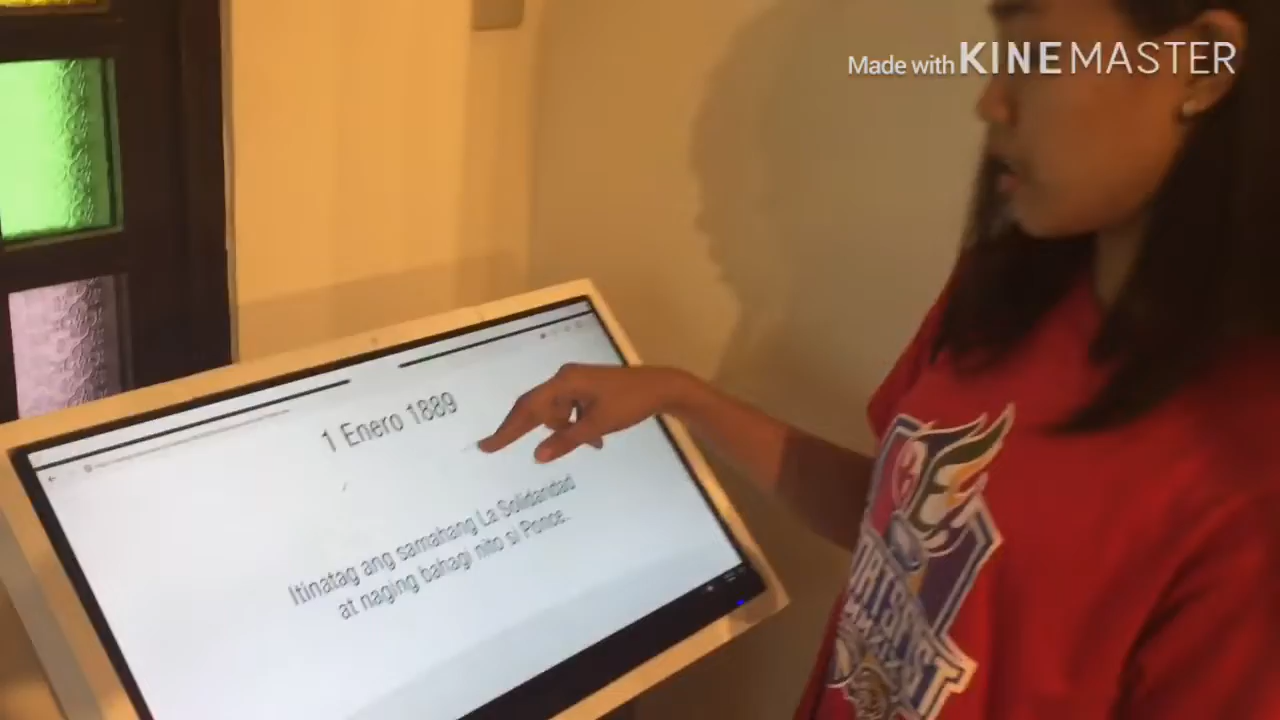 Made with KINEMASTER
1 Enero 1889
Itinatag ang samahang La Solidaridad
at naging bahagi nito si Ponce.